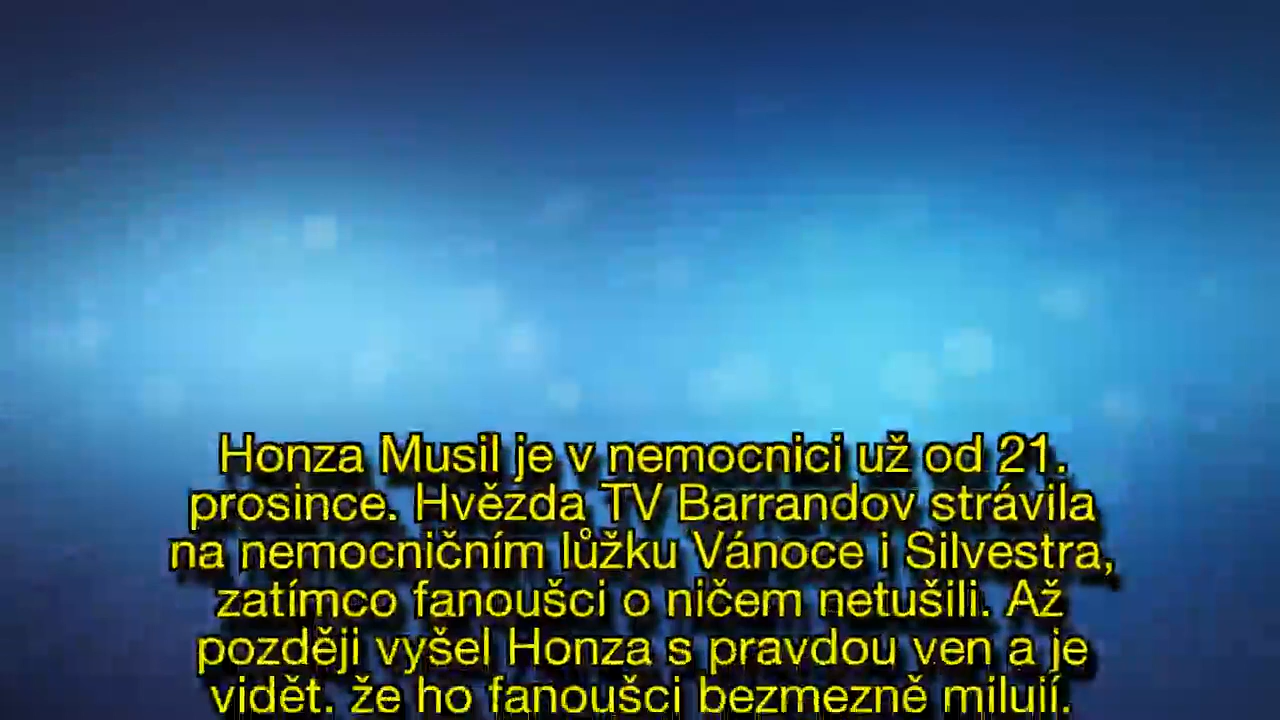 Honza Musil je v nemocnici už od 21.
prosince. Hvězda TV Barrandov strávila
na nemocničním lůžku Vánoce i Silvestra,
zatímco fanoušci o ničem netušili. Až
později vyšel Honza s pravdou ven a je
vidět, že ho fanoušci bezmezně milují.